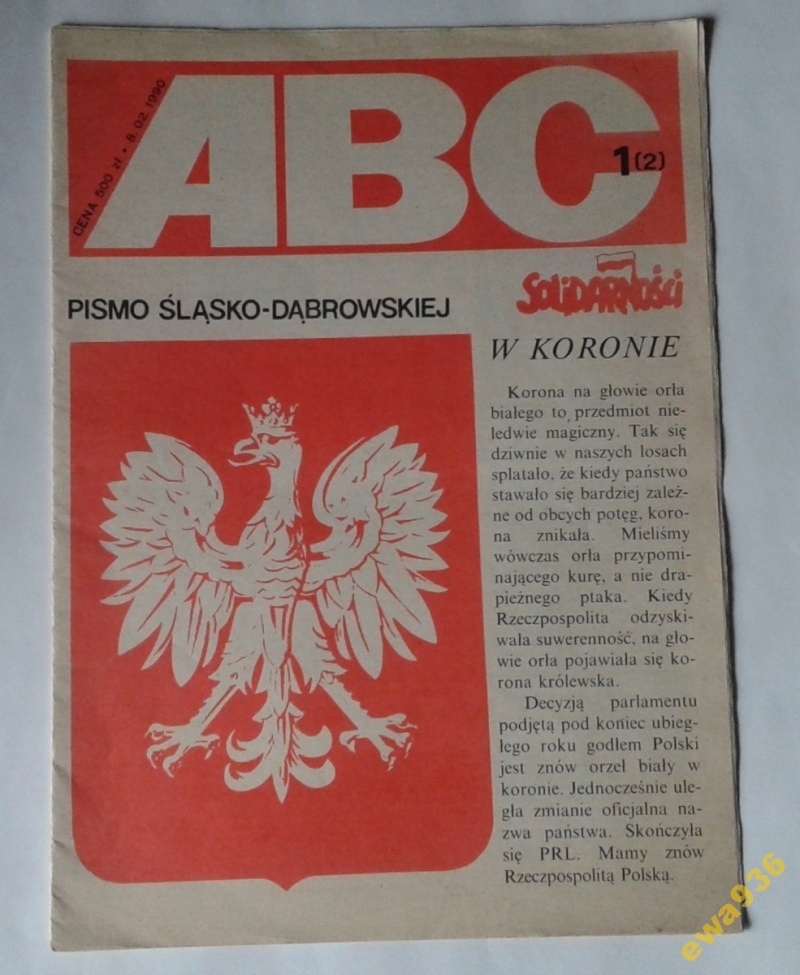 ABC
CENA 500 zł • 8. 02 1990
1(2)
SOLIDARNOŚCI
PISMO ŚLĄSKO-DĄBROWSKIEJ
W KORONIE
Korona na głowie orła
białego to przedmiot nie-
ledwie magiczny. Tak się
dziwnie w naszych losach
splatało, że kiedy państwo
stawało się bardziej zależ-
ne od obcych potęg, koro-
na znikała. Mieliśmy
wówczas orła przypomi-
nającego kurę, a nie dra-
pieżnego ptaka. Kiedy
Rzeczpospolita odzyski-
wała suwerenność, na gło-
wie orła pojawiała się ko-
rona królewska.
Decyzją parlamentu
podjętą pod koniec ubieg-
łego roku godłem Polski
jest znów orzeł biały w
koronie. Jednocześnie ule-
gła zmianie oficjalna na-
zwa państwa. Skończyła
się PRL. Mamy znów
Rzeczpospolitą Polską.
ewa936